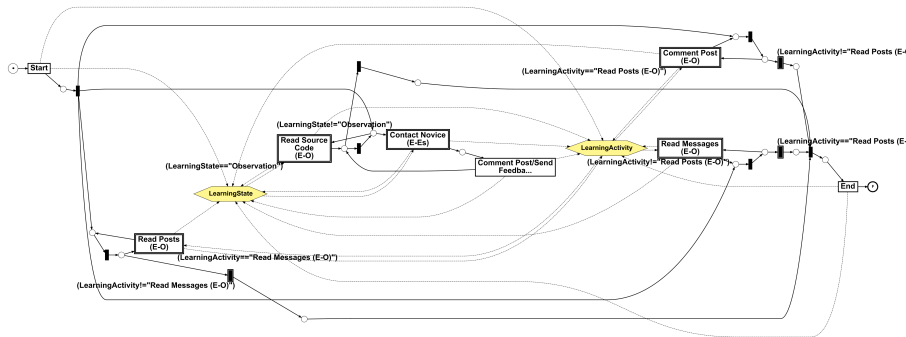 Start
Comment Post
(E-O)
(LearningActivity=="Read Posts (E-O)")
(LearningActivity!="Read Posts (E-O
(LearningState!="Observation")
Read Source
Code
(E-O)
Contact Novice
(E-Es)
Comment Post/Send
Feedba...
LearningActivity
Read Messages
(E-O)
(LearningActivity!="Read Posts (E-O)")
(LearningActivity=="Read Posts (E-
(LearningState=="Observation")
LearningState
End
Read Posts
(E-O)
(LearningActivity=="Read Messages (E-O)")
(LearningActivity!="Read Messages (E-O)")